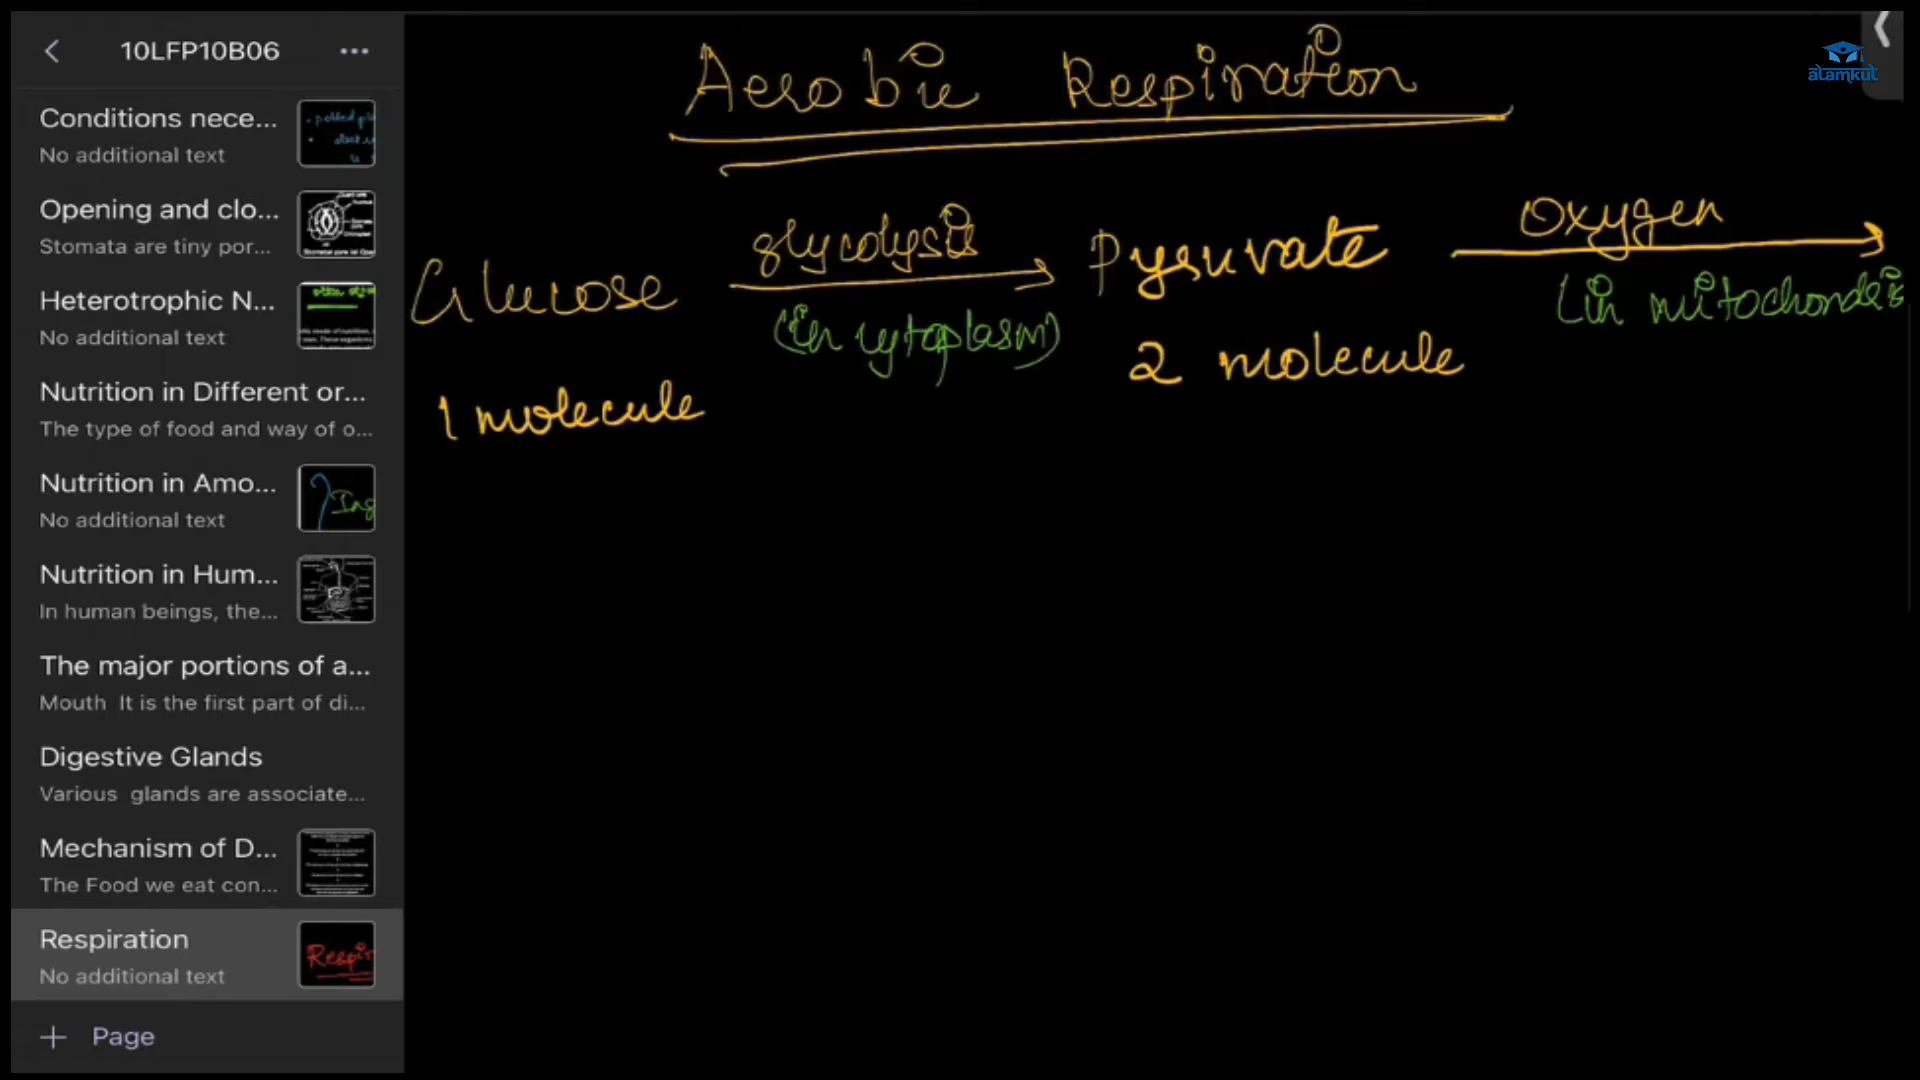 10LFP10B06
Conditions nece...
No additional text
Opening and clo...
Stomata are tiny por...
Heterotrophic N...
No additional text
Nutrition in Different or...
The type of food and way of o...
Nutrition in Amo...
No additional text
Nutrition in Hum...
In human beings, the...
The major portions of a...
Mouth It is the first part of di...
Digestive Glands
Various glands are associate...
Mechanism of D...
The Food we eat con...
Respiration
No additional text
Respir
+ Page
alamkul
Aerobic Respiration
Glucose glycolysis Pyruvate Oxygen
(in cytoplasm) (in mitochondri
1 molecule 2 molecule